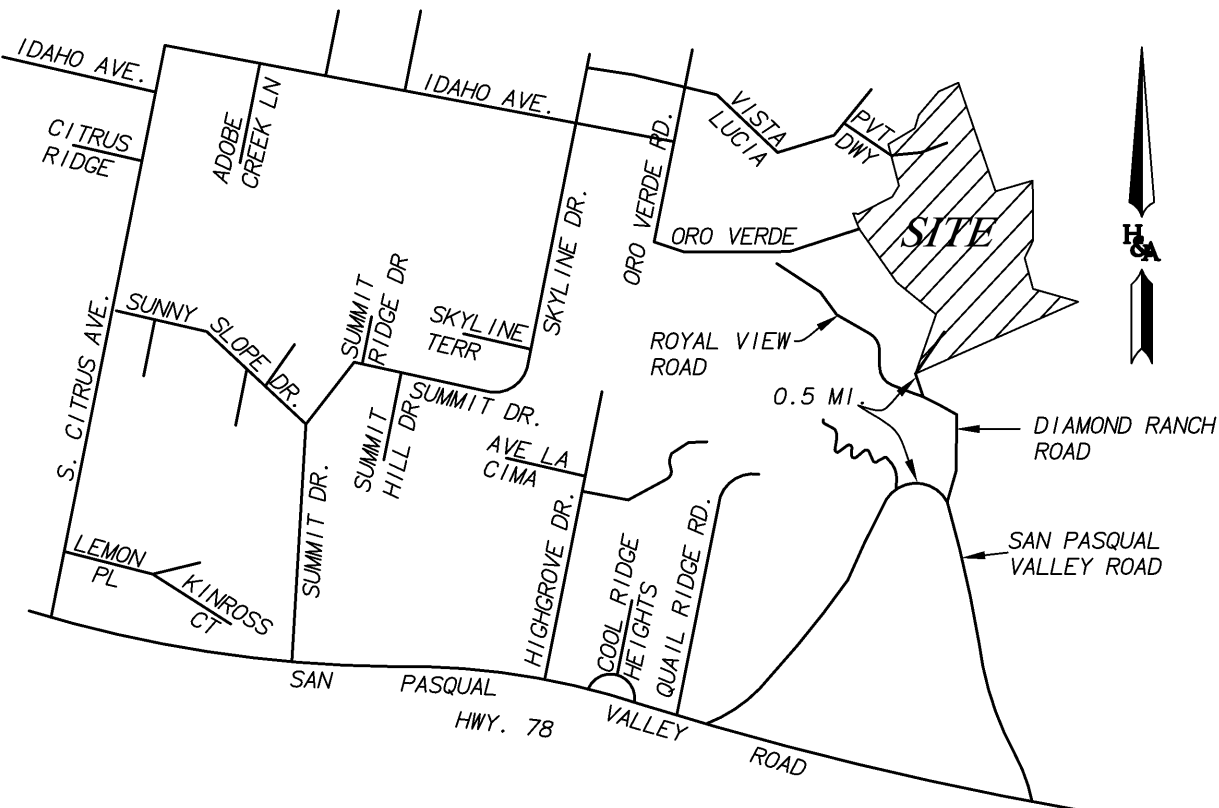 IDAHO AVE.
CITRUS
RIDGE
ADOBE
CREEK LN
IDAHO AVE.
VISTA
LUCIA
PVT
DWY
ORO VERDE RD.
SITE
ORO VERDE
H&A
SKYLINE DR.
SUNNY SLOPE DR.
SUMMIT
RIDGE DR
SKYLINE
TERR
ROYAL VIEW
ROAD
0.5 MI.
S. CITRUS AVE.
SUMMIT
HILL DR
SUMMIT DR.
AVE LA
CIMA
DIAMOND RANCH
ROAD
SUMMIT DR.
LEMON
PL
KINROSS
CT
HIGHGROVE DR.
COOL RIDGE
HEIGHTS
QUAIL RIDGE RD.
SAN PASQUAL
VALLEY ROAD
SAN PASQUAL VALLEY ROAD
HWY. 78